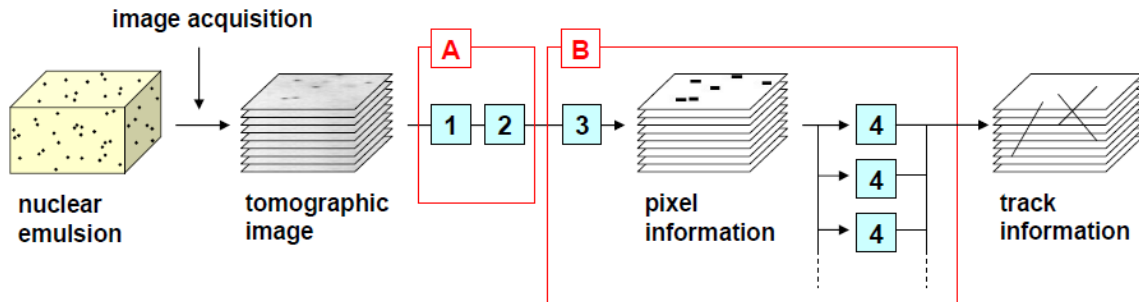 image acquisition
A
B
1
2
3
4
4
4
nuclear
emulsion
tomographic
image
pixel
information
track
information